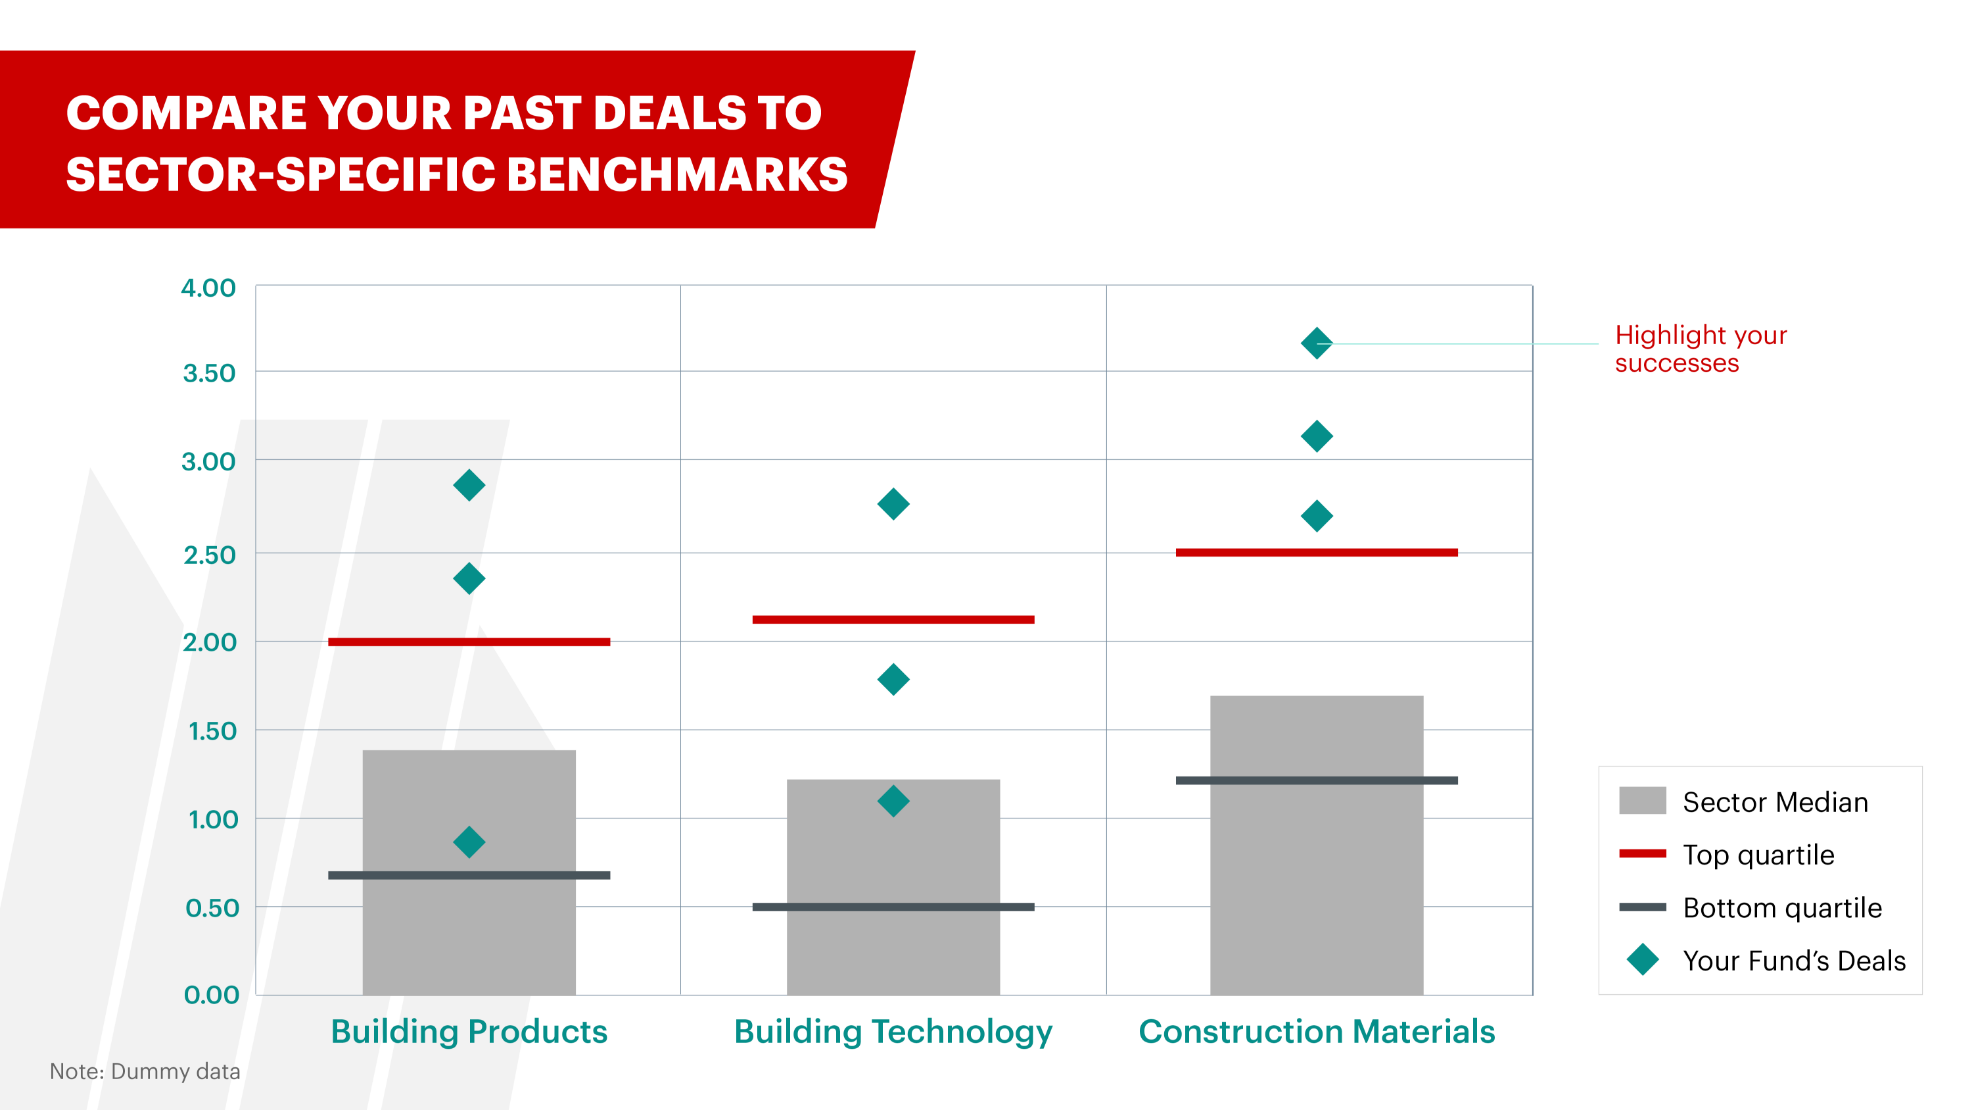 COMPARE YOUR PAST DEALS TO
SECTOR-SPECIFIC BENCHMARKS
4.00
3.50
3.00
2.50
2.00
1.50
1.00
0.50
0.00
Highlight your
successes
Sector Median
Top quartile
Bottom quartile
Your Fund’s Deals
Building Products
Building Technology
Construction Materials
Note: Dummy data